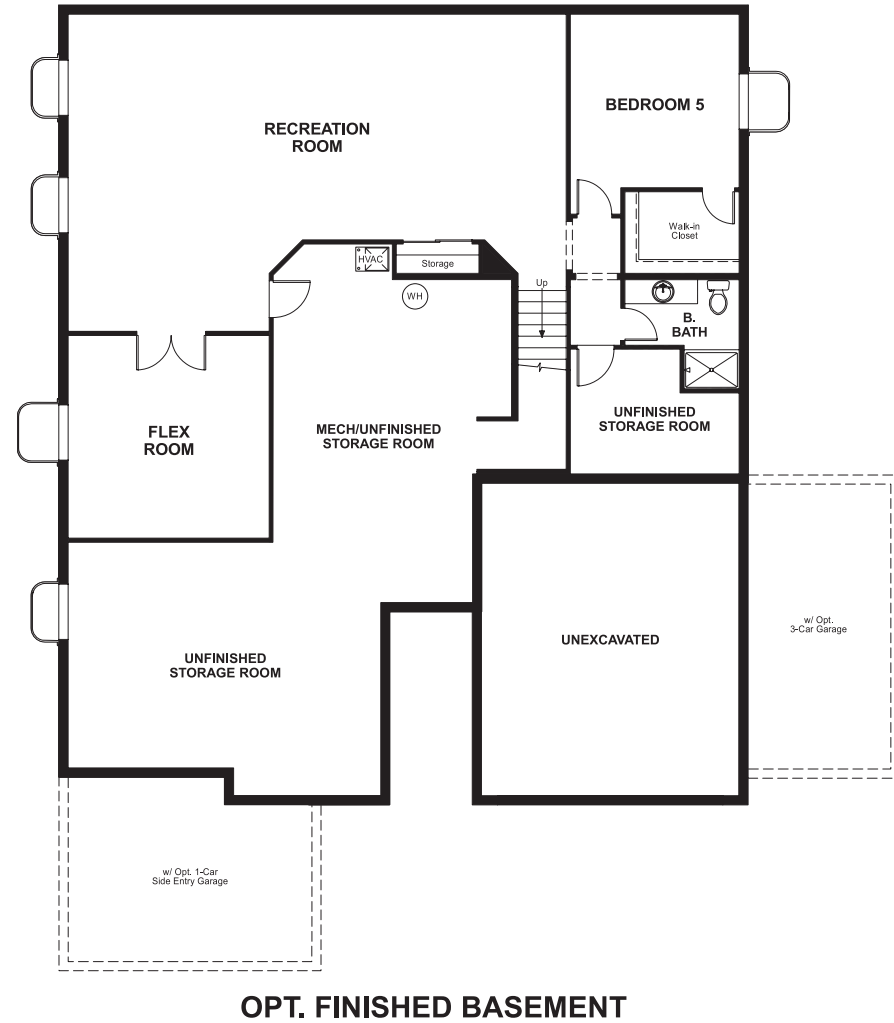 BEDROOM 5
RECREATION
ROOM
Walk-in
Closet
HVAC
Storage
Up
WH
B.
BATH
FLEX
ROOM
MECH/UNFINISHED
STORAGE ROOM
UNFINISHED
STORAGE ROOM
w/ Opt.
3-Car Garage
UNEXCAVATED
UNFINISHED
STORAGE ROOM
w/ Opt. 1-Car
Side Entry Garage
OPT. FINISHED BASEMENT